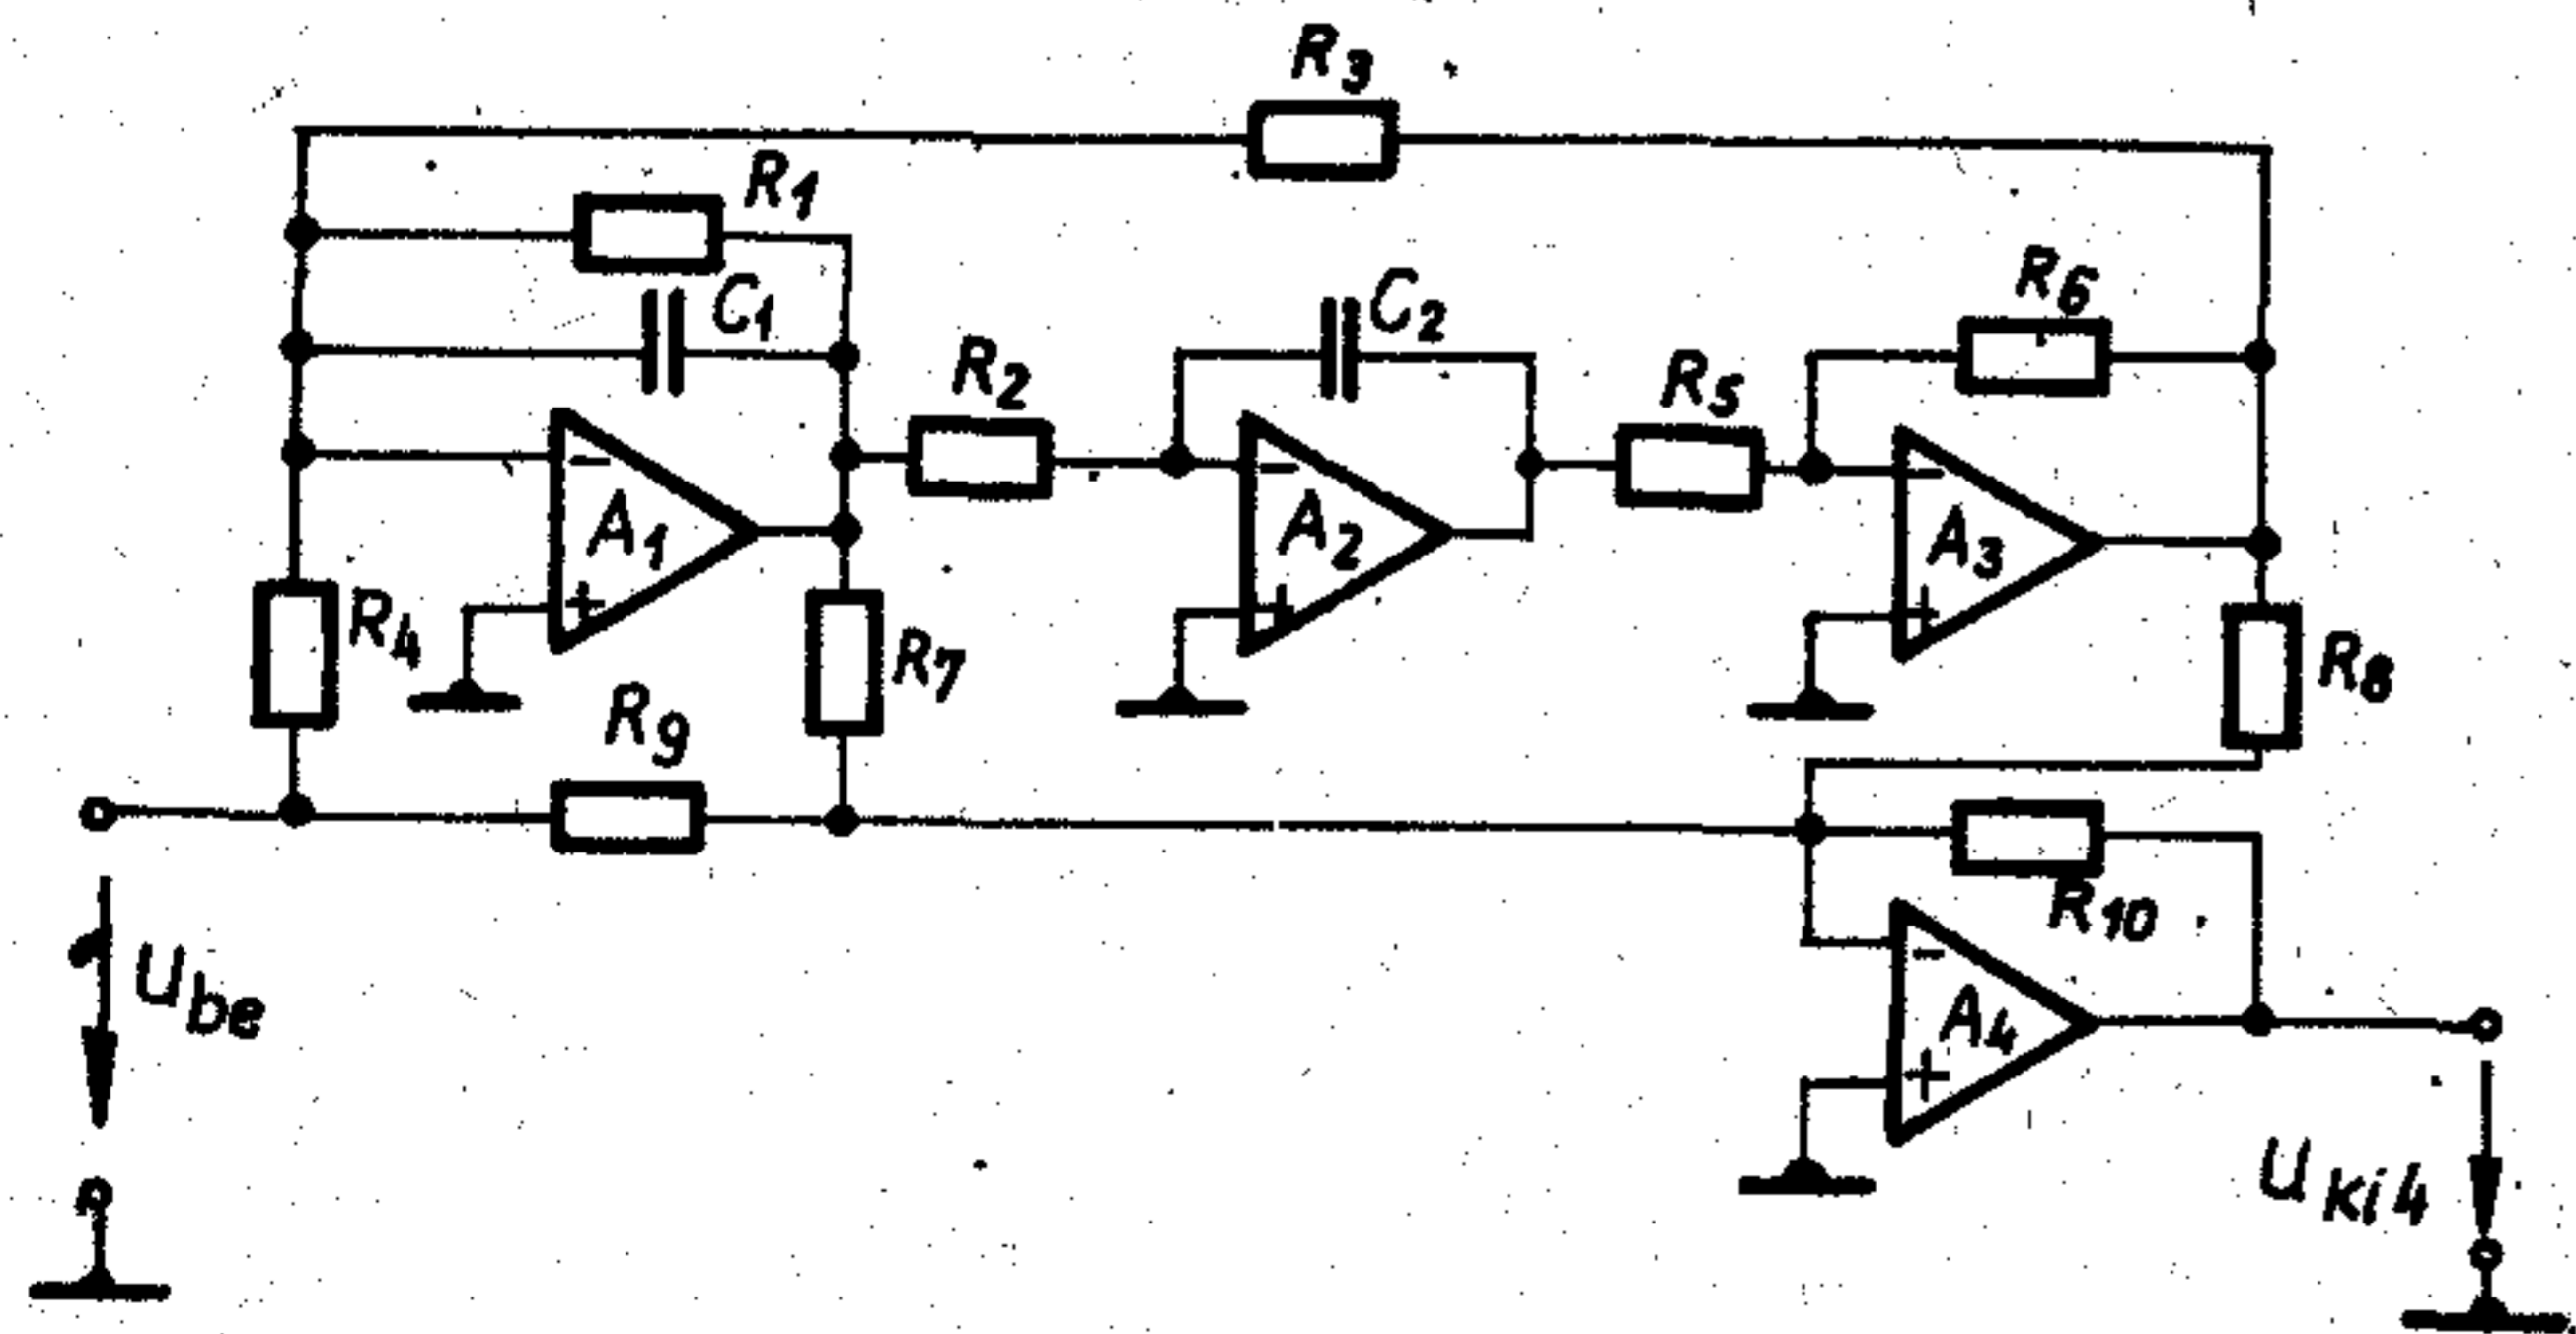 R3
R1
C1
C2
R6
R2
R5
- A1 +
- A2 +
- A3 +
R4
R7
R8
R9
R10
- A4 +
Ube
Uki4